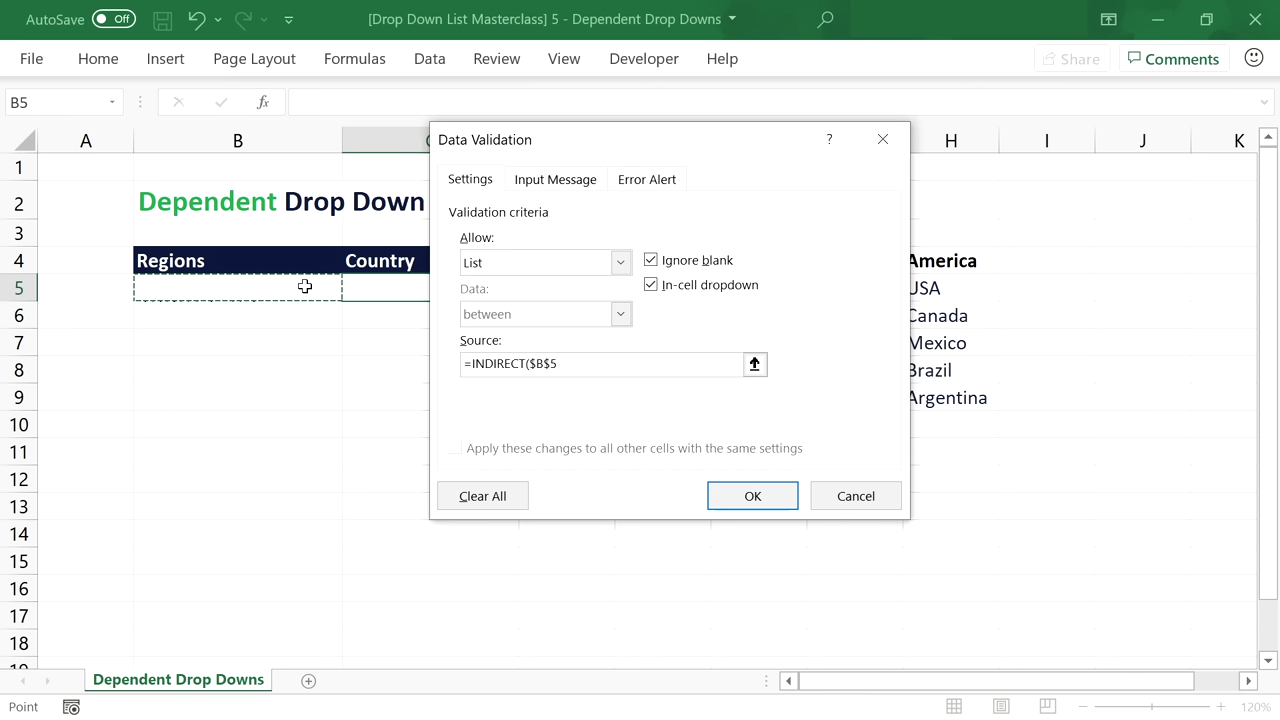 AutoSave Off [Drop Down List Masterclass] 5 - Dependent Drop Downs
File Home Insert Page Layout Formulas Data Review View Developer Help Share Comments
B5 fx
A B H I J K
1
2 Dependent Drop Down
3
4 Regions Country America
5 USA
6 Canada
7 Mexico
8 Brazil
9 Argentina
10
11
12
13
14
15
16
17
18
Data Validation ?
Settings Input Message Error Alert
Validation criteria
Allow:
List Ignore blank
Data: In-cell dropdown
between
Source:
=INDIRECT($B$5
Apply these changes to all other cells with the same settings
Clear All OK Cancel
Dependent Drop Downs
Point 120%